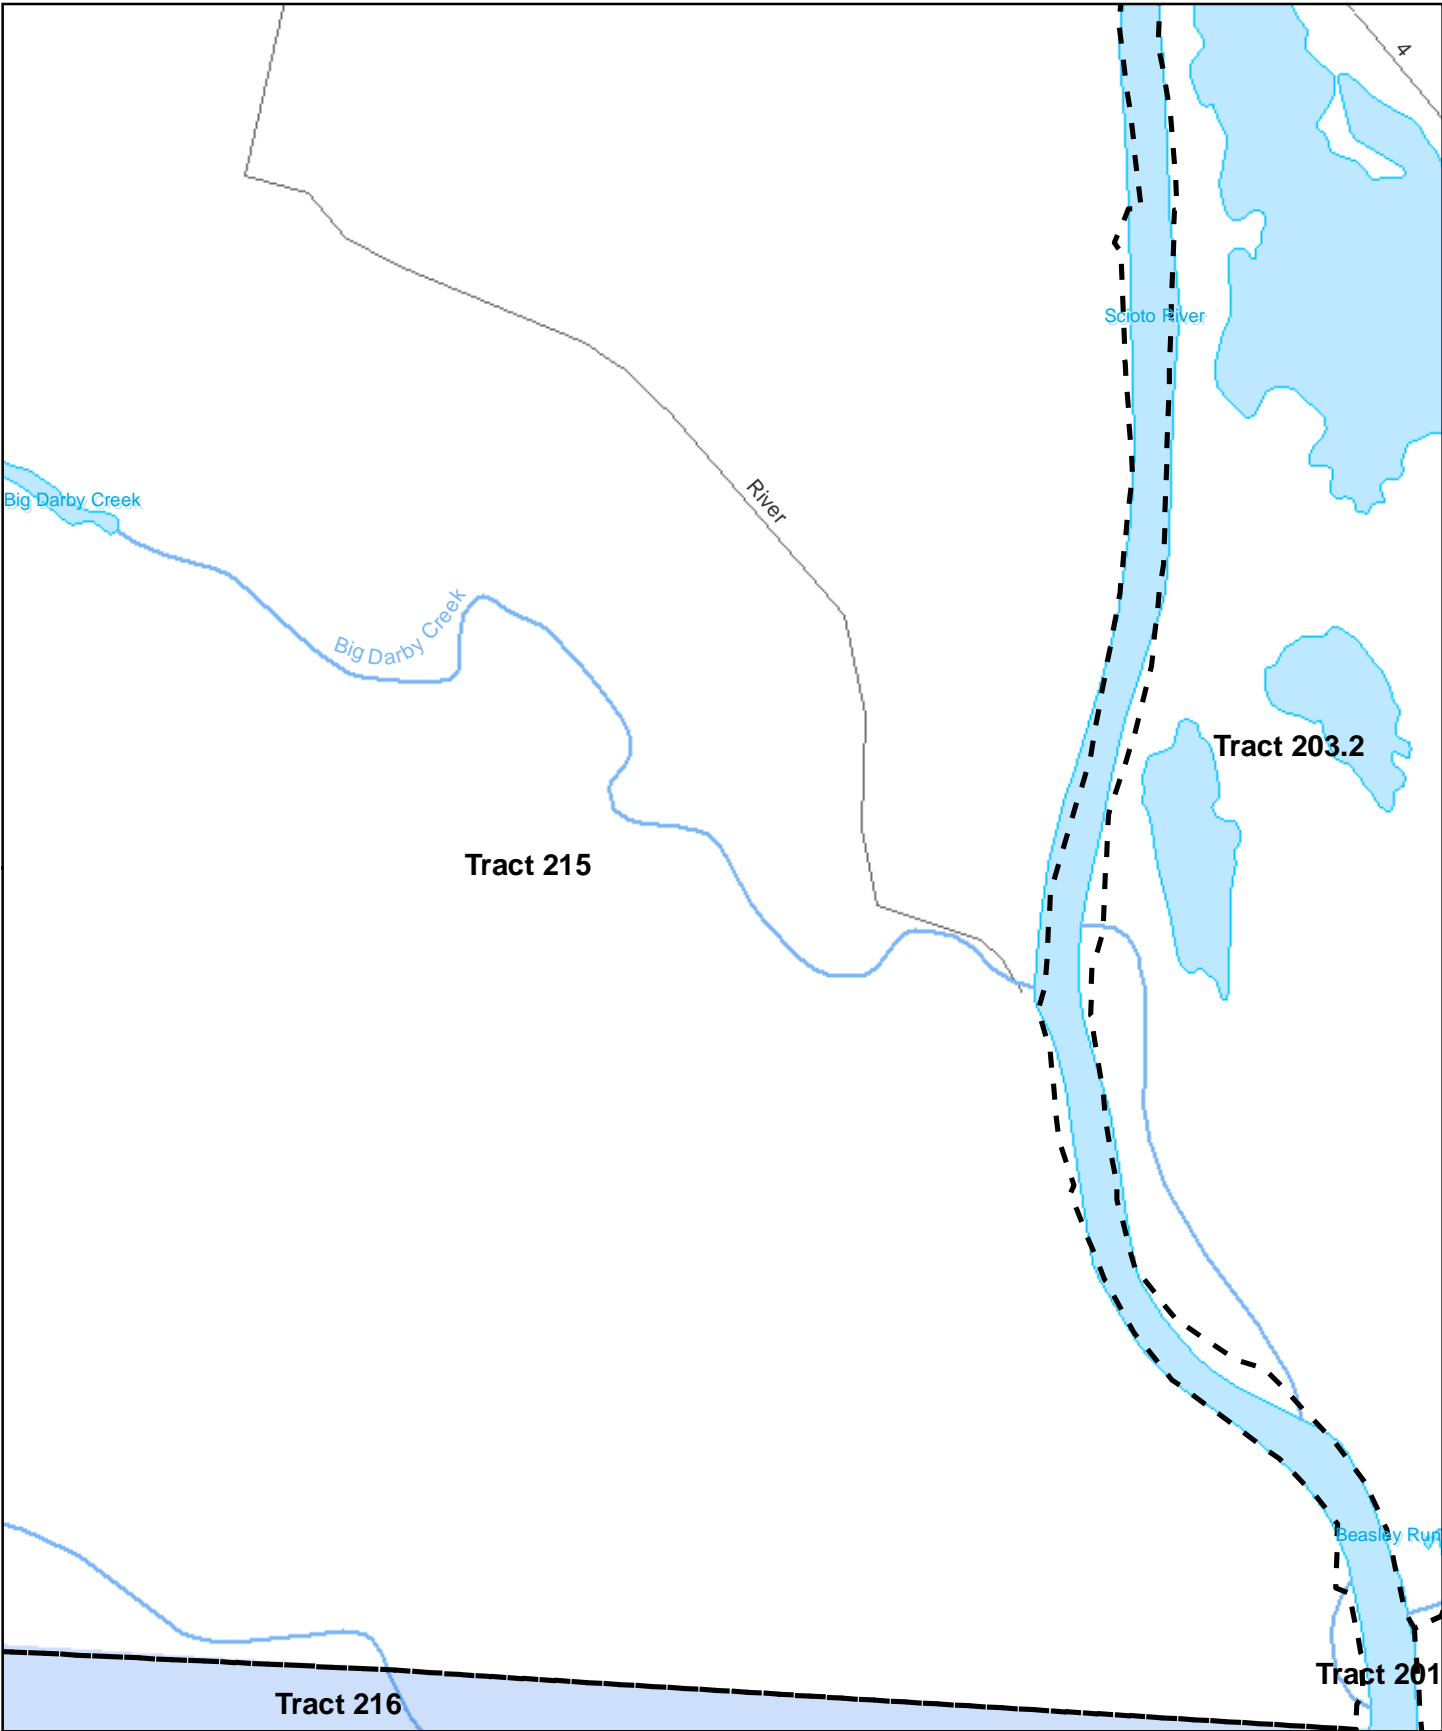 4
Scioto River
River
Big Darby Creek
Big Darby Creek
Tract 203.2
Tract 215
Beasley Run
Tract 201
Tract 216